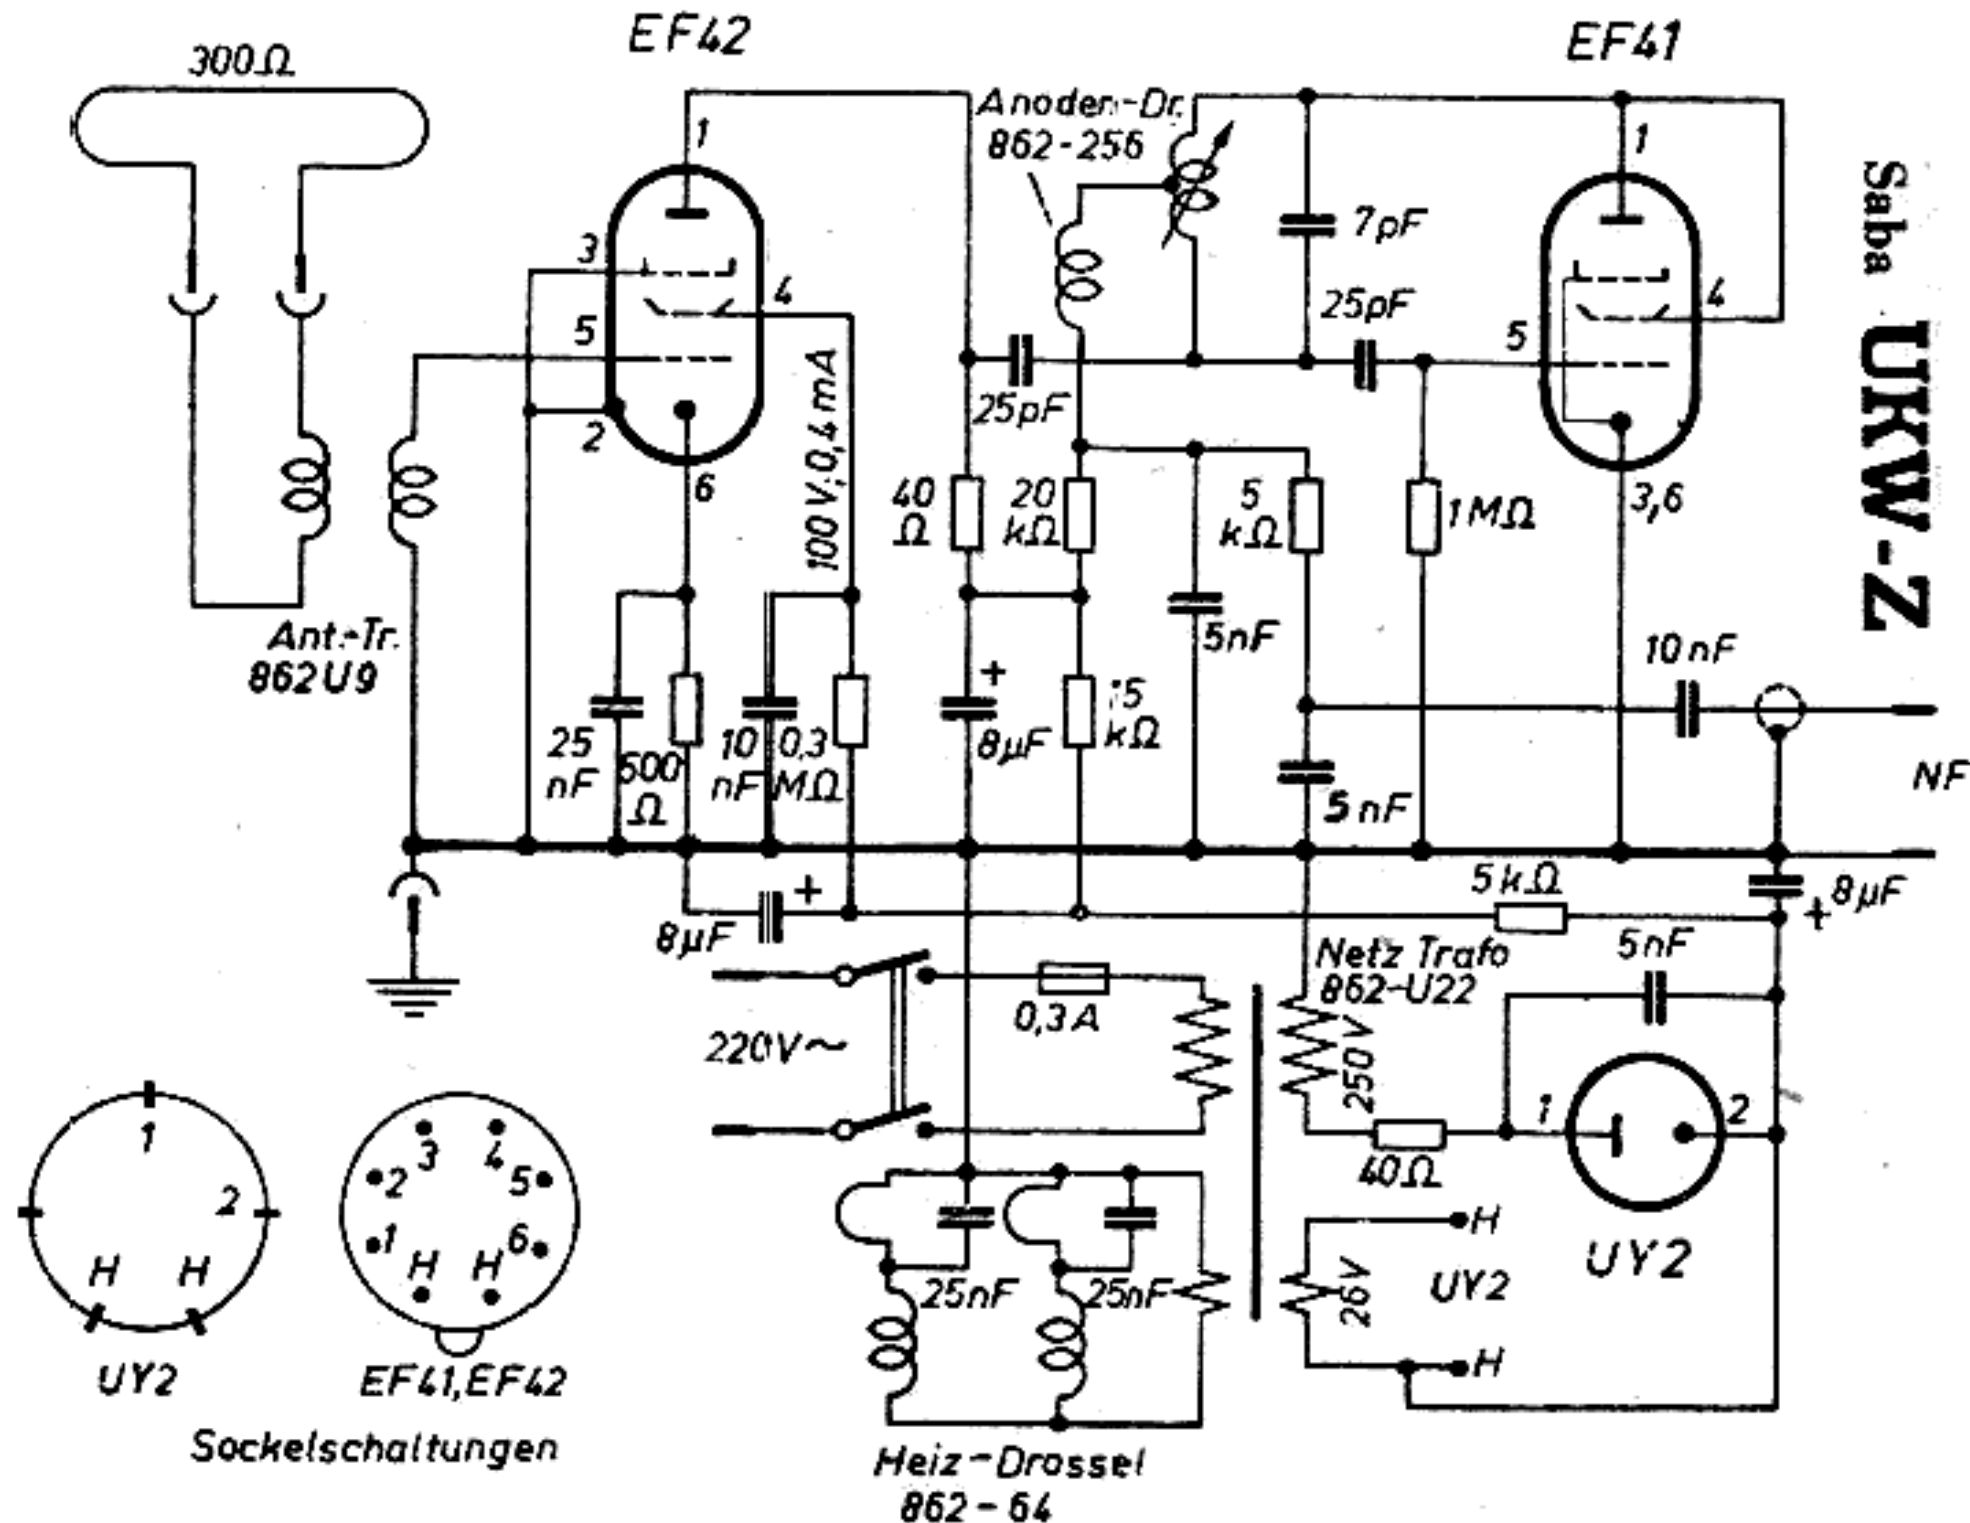 EF42
EF41
300Ω
Anoden-Dr.
862-256
1
1
3
4
5
2
6
7pF
25pF
25pF
4
5
3,6
Saba UKW-Z
100V;0,4mA
40
Ω
20
kΩ
5
kΩ
1MΩ
Ant.-Tr.
862U9
5nF
10nF
25
nF
10
nF
0,3
MΩ
+
8µF
15
kΩ
5nF
NF
8µF
+
5kΩ
8µF
+
Netz Trafo
862-U22
5nF
220V~
0,3A
250V
40Ω
1
2
UY2
1
2
H
H
UY2
3
4
2
5
1
6
H
H
EF41,EF42
Sockelschaltungen
25nF
25nF
26V
H
UY2
H
Heiz-Drossel
862-64